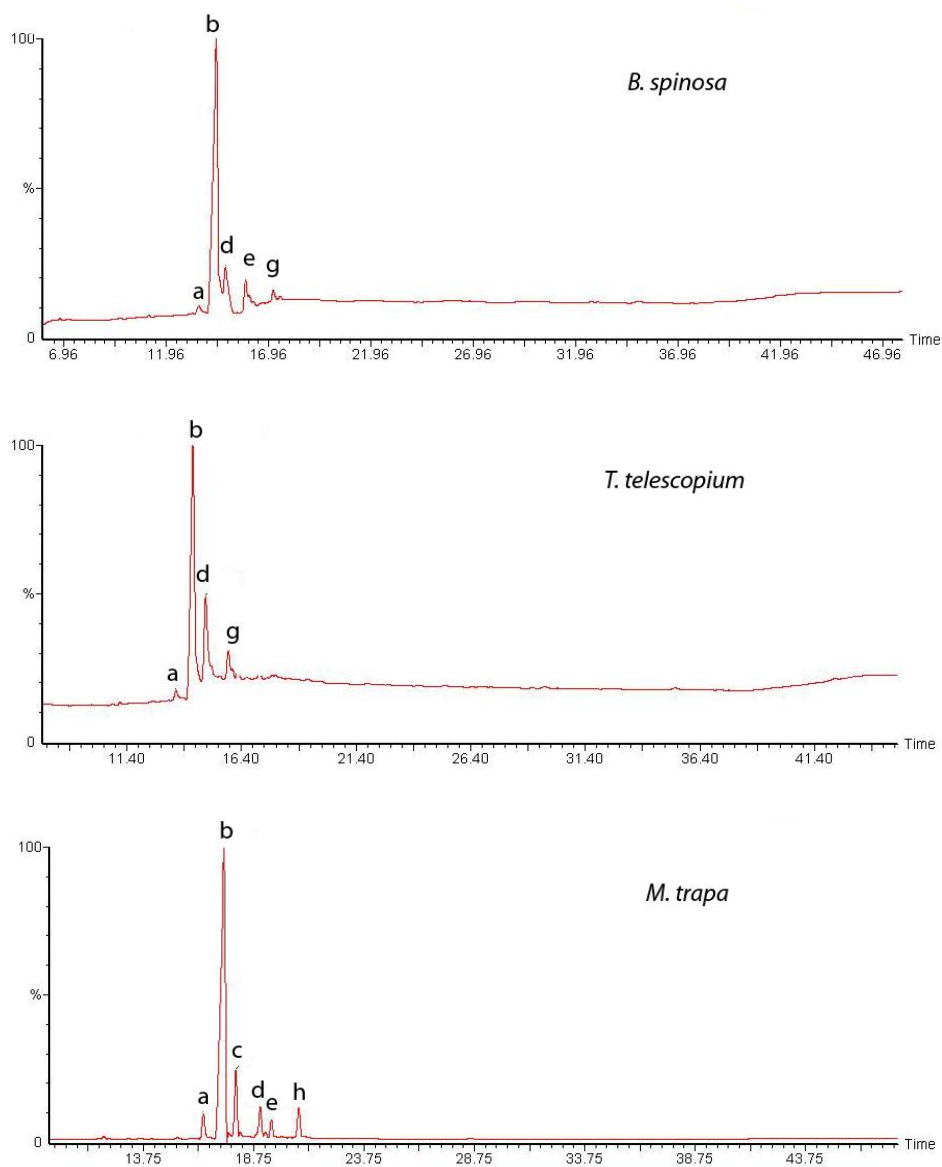 b
100
B. spinosa
%
d
e
g
a
0
6.96 11.96 16.96 21.96 26.96 31.96 36.96 41.96 46.96 Time
b
100
T. telescopium
d
%
g
a
0
11.40 16.40 21.40 26.40 31.40 36.40 41.40 Time
b
100
M. trapa
%
c
a d e h
0
13.75 18.75 23.75 28.75 33.75 38.75 43.75 Time